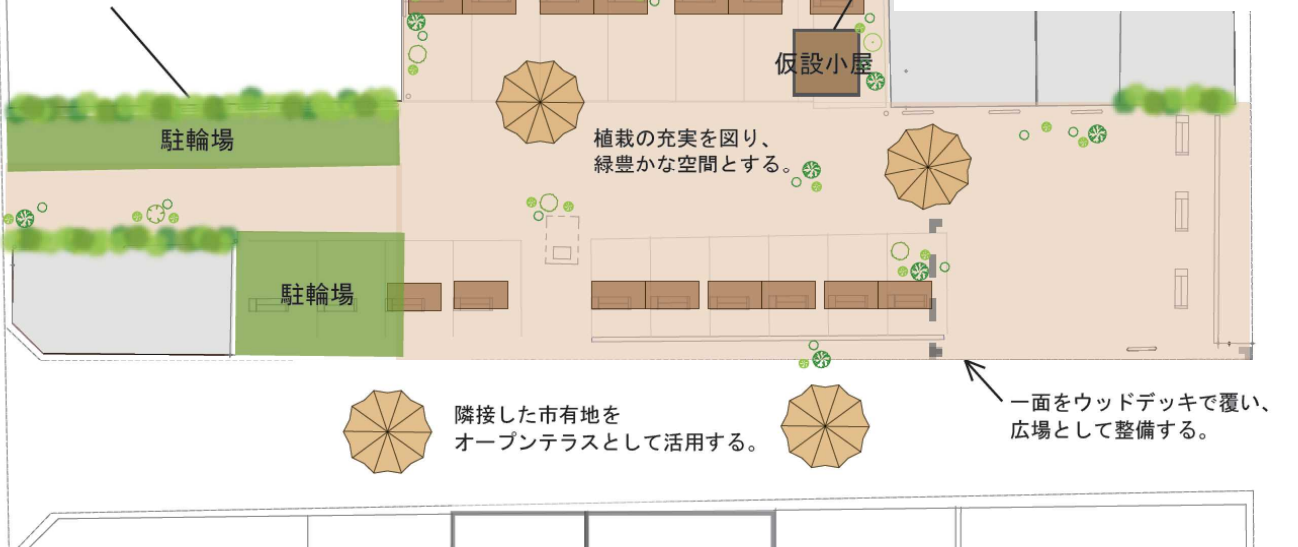 仮設小屋
駐輪場
植栽の充実を図り、
緑豊かな空間とする。
駐輪場
隣接した市有地を
オープンテラスとして活用する。
一面をウッドデッキで覆い、
広場として整備する。